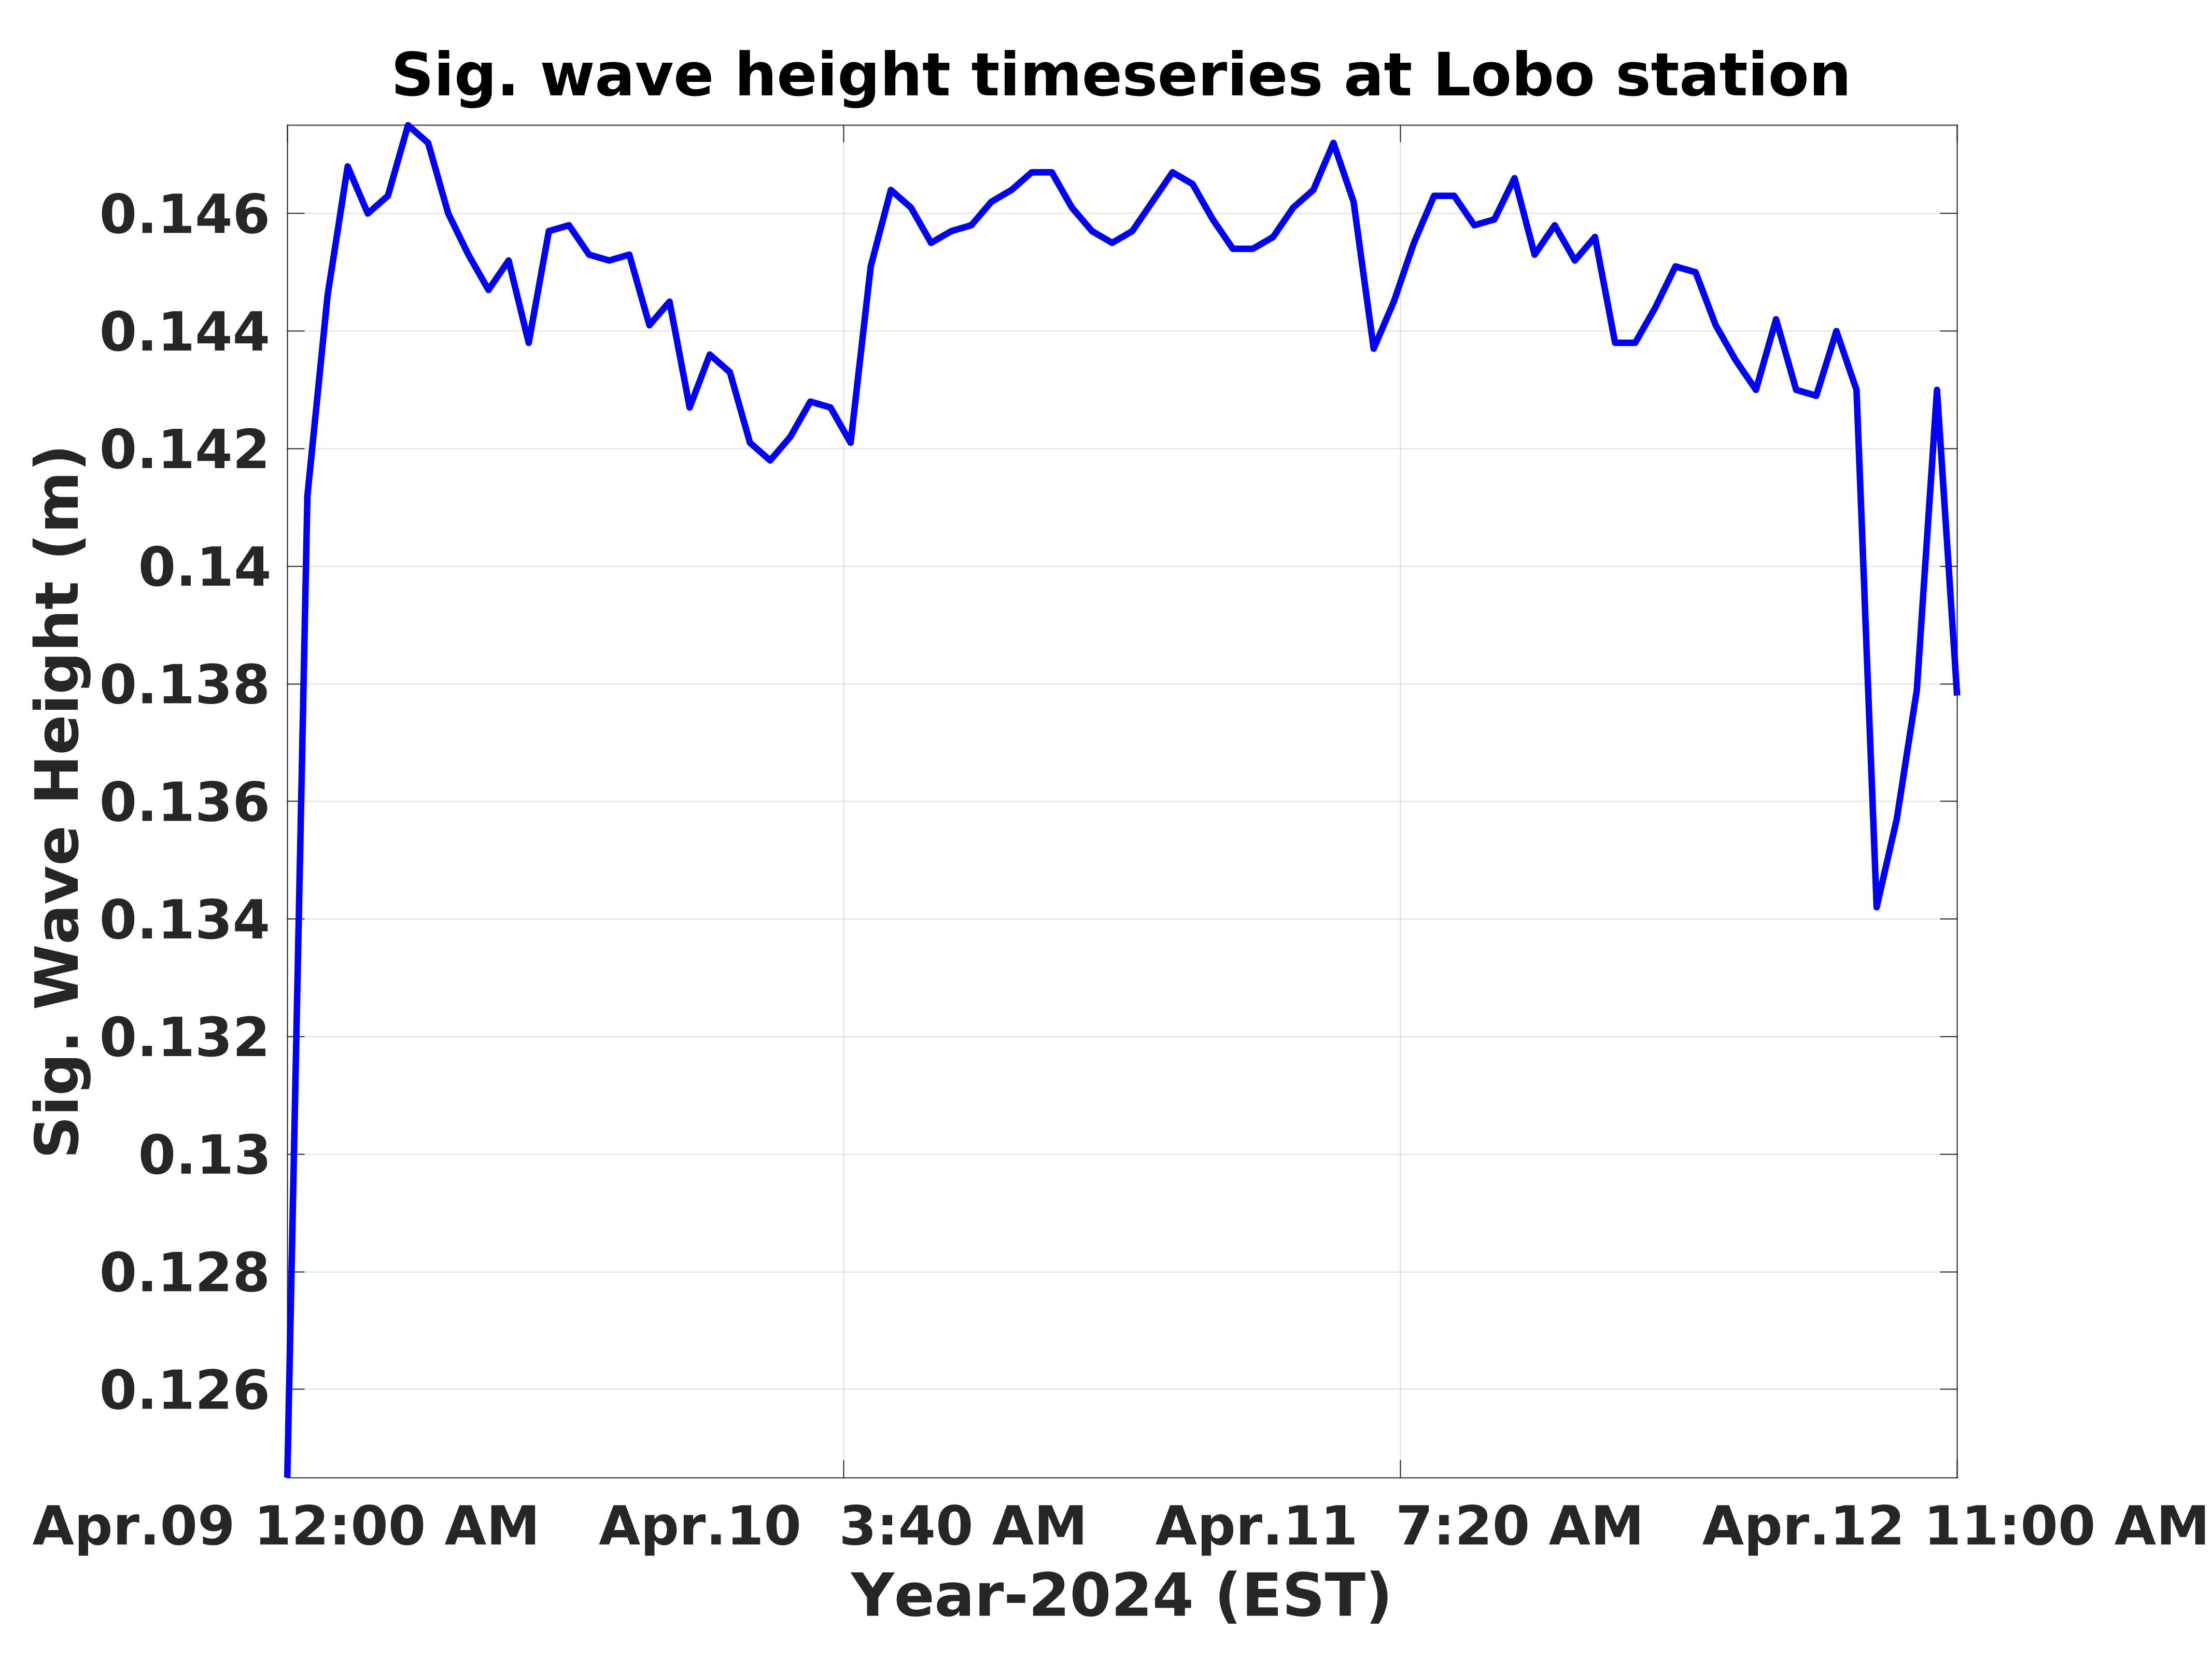 Sig. wave height timeseries at Lobo station
Sig. Wave Height (m)
0.146
0.144
0.142
0.14
0.138
0.136
0.134
0.132
0.13
0.128
0.126
Apr.09 12:00 AM Apr.10 3:40 AM Apr.11 7:20 AM Apr.12 11:00 AM
Year-2024 (EST)